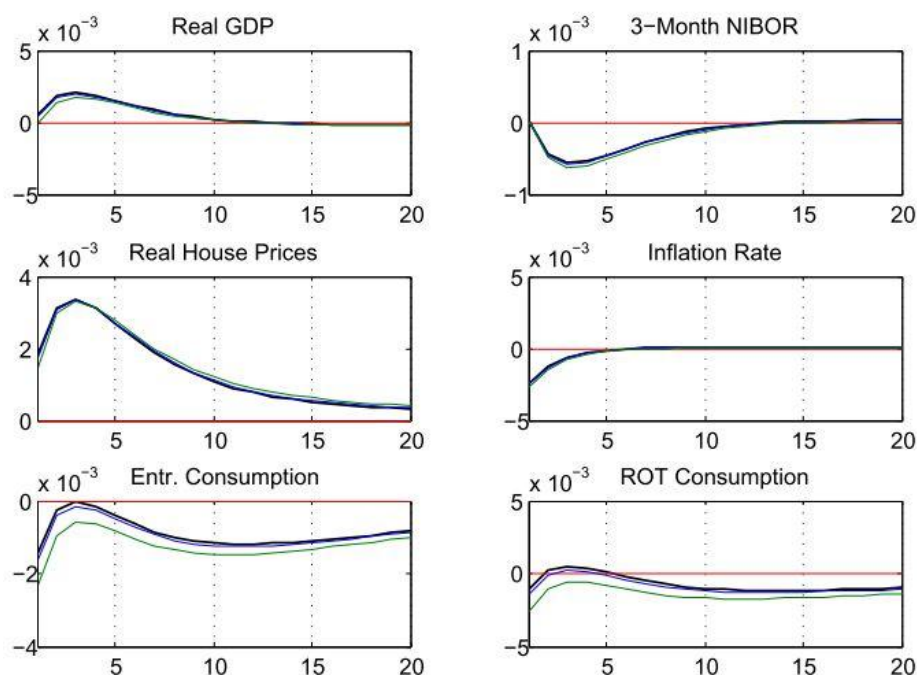 x 10⁻³ Real GDP
5
0
−5
5 10 15 20
x 10⁻³ 3−Month NIBOR
1
0
−1
5 10 15 20
x 10⁻³ Real House Prices
4
2
0
5 10 15 20
x 10⁻³ Inflation Rate
5
0
−5
5 10 15 20
x 10⁻³ Entr. Consumption
0
−2
−4
5 10 15 20
x 10⁻³ ROT Consumption
5
0
−5
5 10 15 20